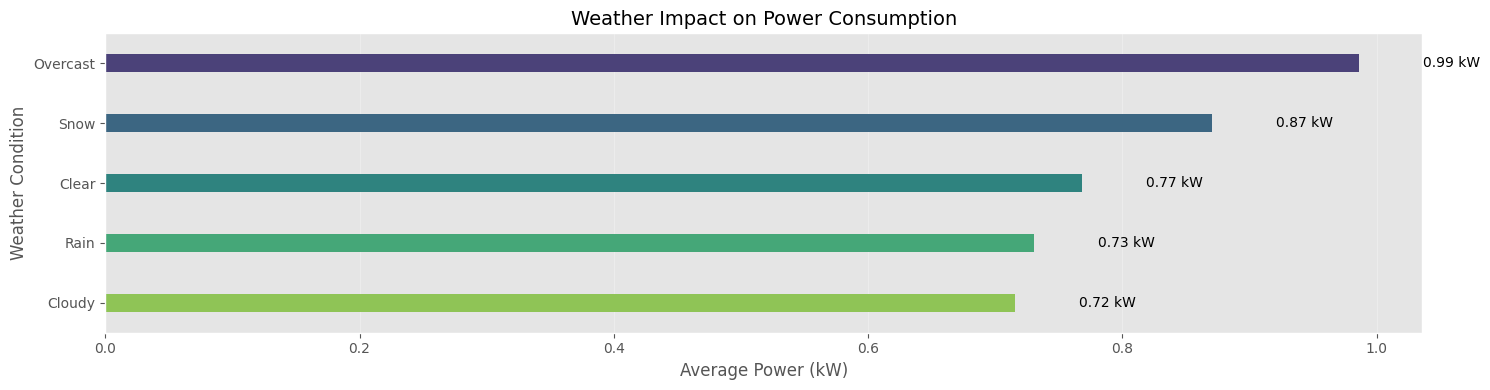 Weather Impact on Power Consumption
Weather Condition
Overcast
0.99 kW
Snow
0.87 kW
Clear
0.77 kW
Rain
0.73 kW
Cloudy
0.72 kW
0.0 0.2 0.4 0.6 0.8 1.0
Average Power (kW)